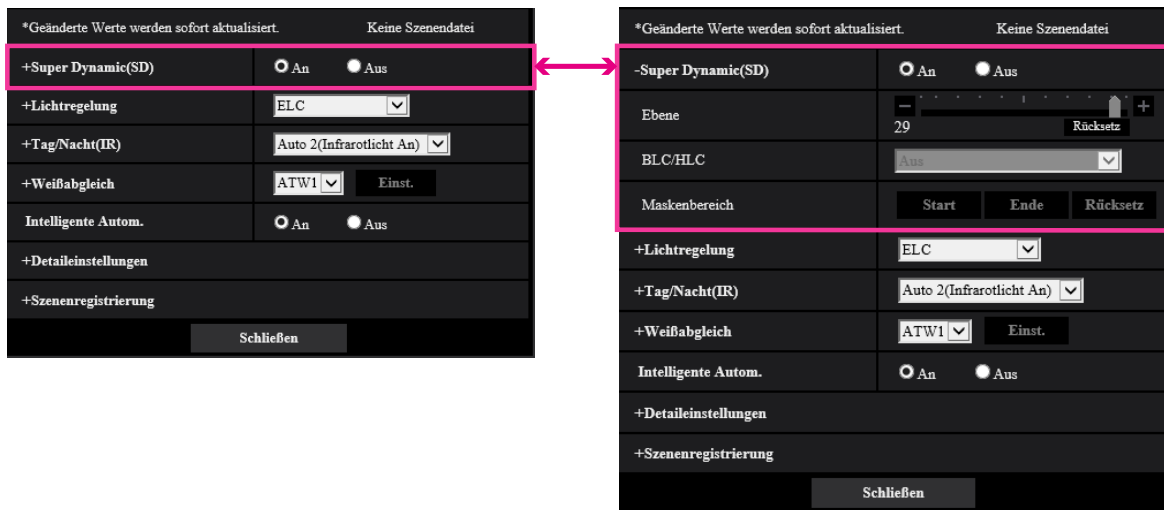 *Geänderte Werte werden sofort aktualisiert. Keine Szenendatei
+Super Dynamic(SD) An Aus
+Lichtregelung ELC
+Tag/Nacht(IR) Auto 2(Infrarotlicht An)
+Weißabgleich ATW1 Einst.
Intelligente Autom. An Aus
+Detaileinstellungen
+Szenenregistrierung
Schließen
*Geänderte Werte werden sofort aktualisiert. Keine Szenendatei
-Super Dynamic(SD) An Aus
Ebene 29 Rücksetz
BLC/HLC Aus
Maskenbereich Start Ende Rücksetz
+Lichtregelung ELC
+Tag/Nacht(IR) Auto 2(Infrarotlicht An)
+Weißabgleich ATW1 Einst.
Intelligente Autom. An Aus
+Detaileinstellungen
+Szenenregistrierung
Schließen